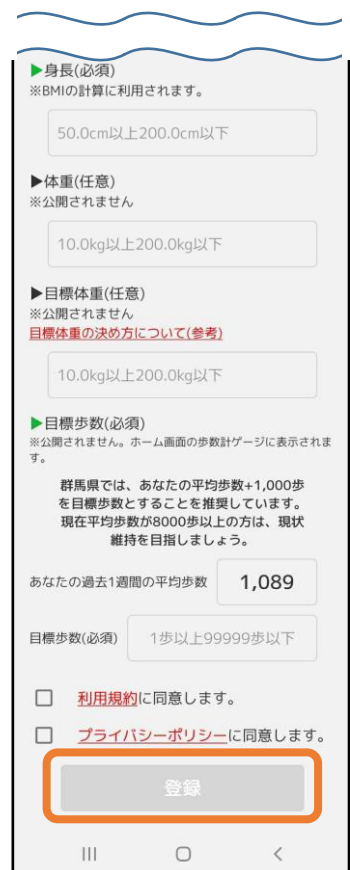 ▶身長(必須)
※BMIの計算に利用されます。
50.0cm以上200.0cm以下
▶体重(任意)
※公開されません
10.0kg以上200.0kg以下
▶目標体重(任意)
※公開されません
目標体重の決め方について(参考)
10.0kg以上200.0kg以下
▶目標歩数(必須)
※公開されません。ホーム画面の歩数計ゲージに表示されま
す。
群馬県では、あなたの平均歩数+1,000歩
を目標歩数とすることを推奨しています。
現在平均歩数が8000歩以上の方は、現状
維持を目指しましょう。
あなたの過去1週間の平均歩数 1,089
目標歩数(必須) 1歩以上99999歩以下
利用規約に同意します。
プライバシーポリシーに同意します。
登録